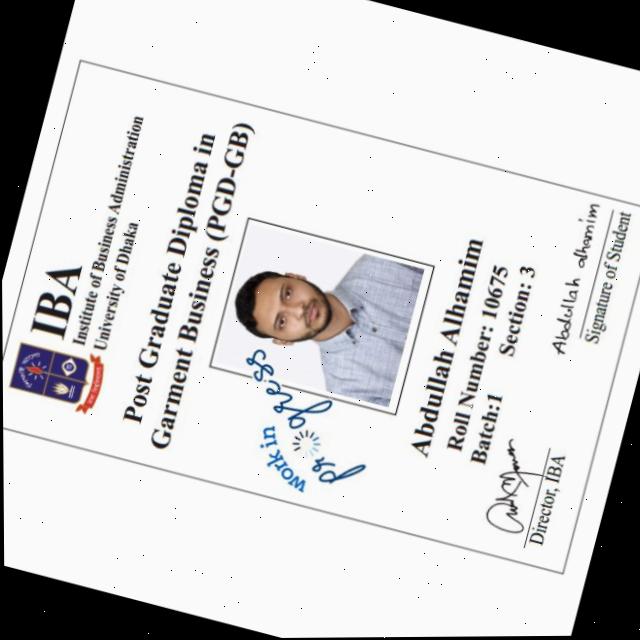 IBA
Institute of Business Administration
University of Dhaka
Post Graduate Diploma in
Garment Business (PGD-GB)
work in
progress
Abdullah Alhamim
Roll Number: 10675
Batch:1 Section: 3
Abdullah alhamim
Signature of Student
Director, IBA